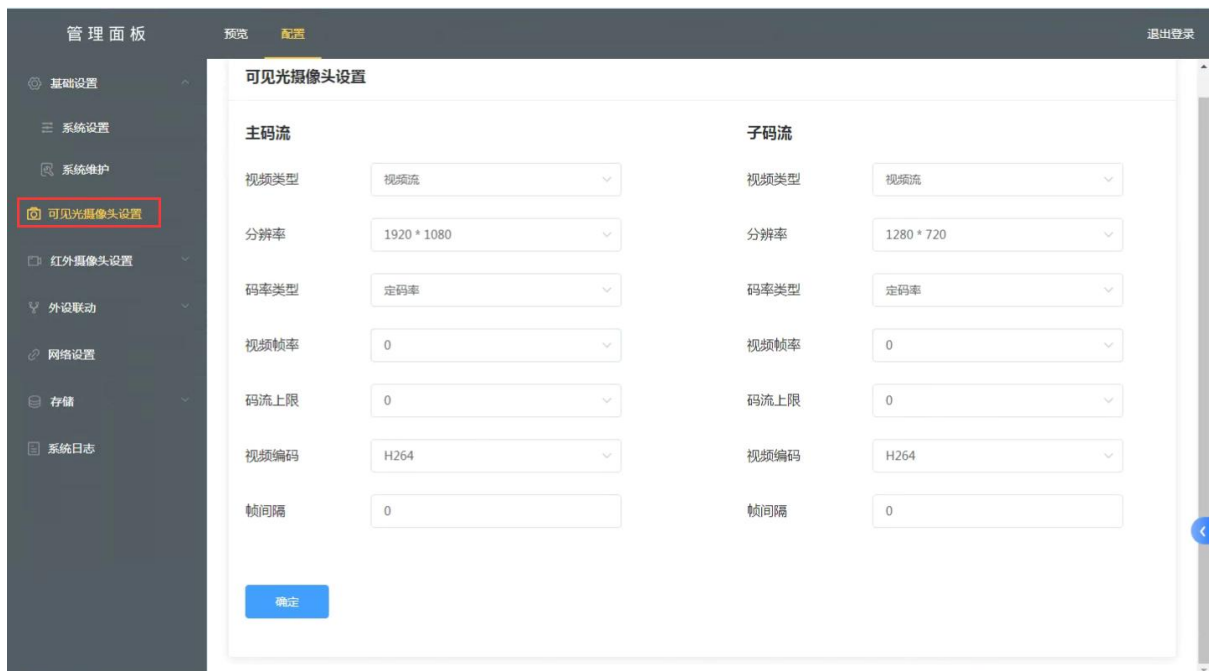 管理面板
预览 配置 退出登录
基础设置
系统设置
系统维护
可见光摄像头设置
红外摄像头设置
外设联动
网络设置
存储
系统日志
可见光摄像头设置
主码流
视频类型 视频流
分辨率 1920 * 1080
码率类型 定码率
视频帧率 0
码流上限 0
视频编码 H264
帧间隔 0
子码流
视频类型 视频流
分辨率 1280 * 720
码率类型 定码率
视频帧率 0
码流上限 0
视频编码 H264
帧间隔 0
确定